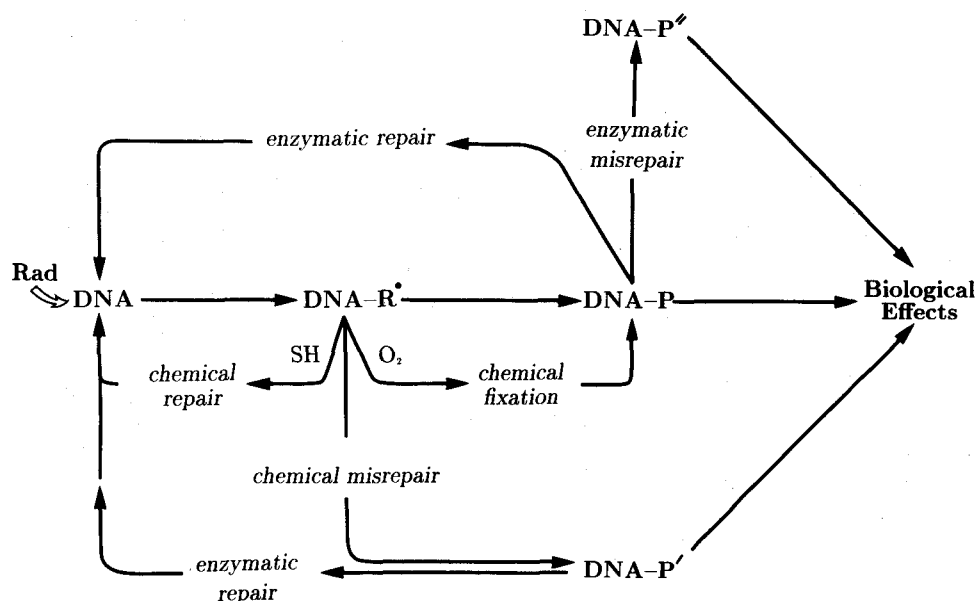 DNA–P″
enzymatic
misrepair
enzymatic repair
Rad
DNA
DNA–R•
DNA–P
Biological
Effects
SH
O₂
chemical
repair
chemical
fixation
chemical misrepair
enzymatic
repair
DNA–P′